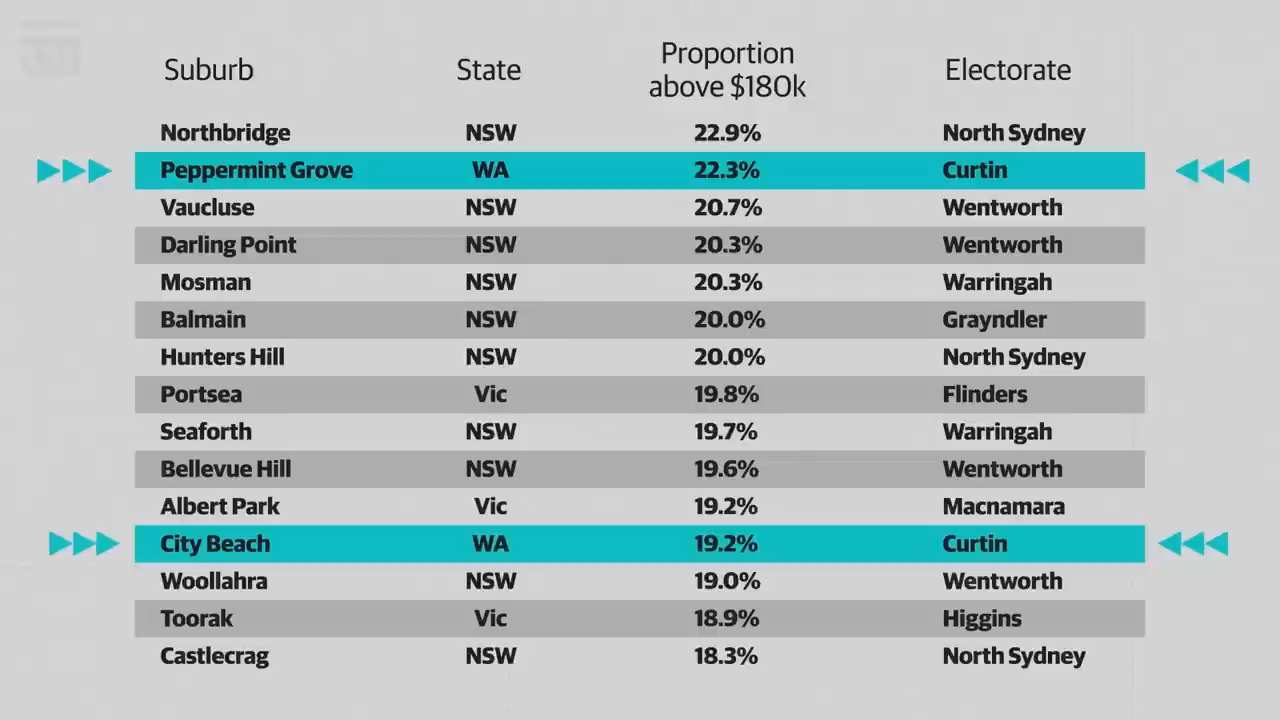 Suburb State Proportion above $180k Electorate
Northbridge NSW 22.9% North Sydney
Peppermint Grove WA 22.3% Curtin
Vaucluse NSW 20.7% Wentworth
Darling Point NSW 20.3% Wentworth
Mosman NSW 20.3% Warringah
Balmain NSW 20.0% Grayndler
Hunters Hill NSW 20.0% North Sydney
Portsea Vic 19.8% Flinders
Seaforth NSW 19.7% Warringah
Bellevue Hill NSW 19.6% Wentworth
Albert Park Vic 19.2% Macnamara
City Beach WA 19.2% Curtin
Woollahra NSW 19.0% Wentworth
Toorak Vic 18.9% Higgins
Castlecrag NSW 18.3% North Sydney